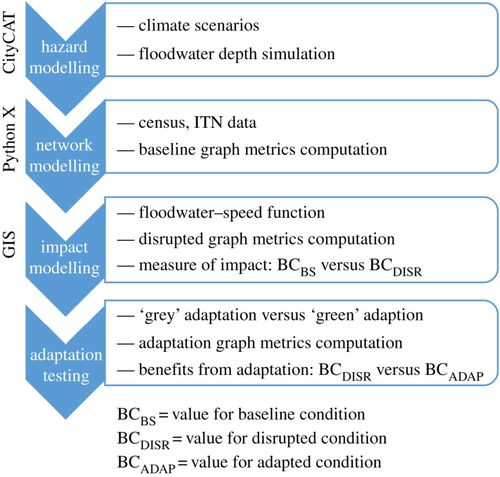 CityCAT
hazard
modelling
— climate scenarios
— floodwater depth simulation
Python X
network
modelling
— census, ITN data
— baseline graph metrics computation
GIS
impact
modelling
— floodwater–speed function
— disrupted graph metrics computation
— measure of impact: BC_BS versus BC_DISR
adaptation
testing
— ‘grey’ adaptation versus ‘green’ adaption
— adaptation graph metrics computation
— benefits from adaptation: BC_DISR versus BC_ADAP
BC_BS = value for baseline condition
BC_DISR = value for disrupted condition
BC_ADAP = value for adapted condition